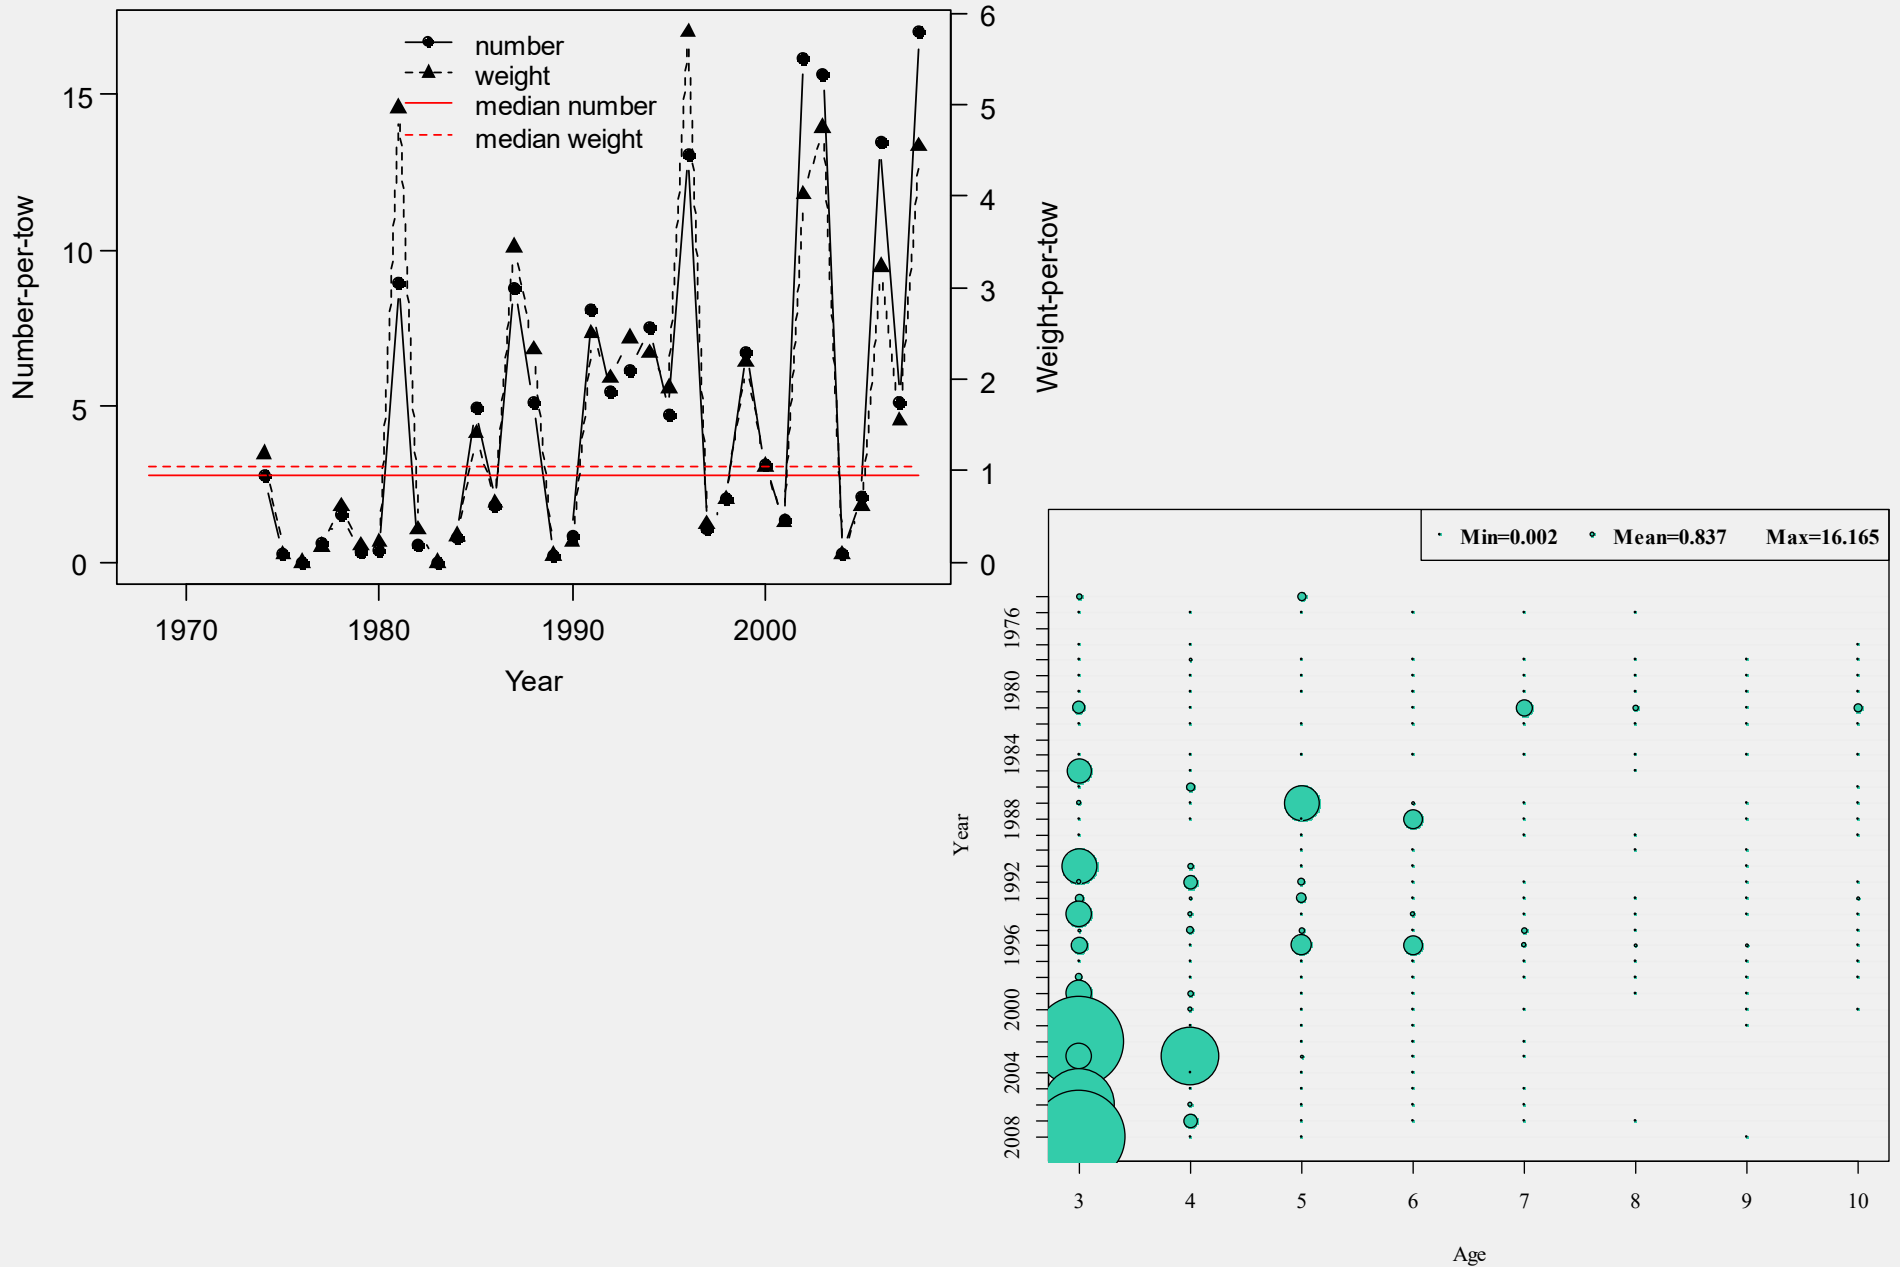 number
weight
median number
median weight
15
10
5
0
6
5
4
3
2
1
0
Number-per-tow
Weight-per-tow
1970
1980
1990
2000
Year
Min=0.002
Mean=0.837
Max=16.165
1976
1980
1984
1988
1992
1996
2000
2004
2008
Year
3
4
5
6
7
8
9
10
Age